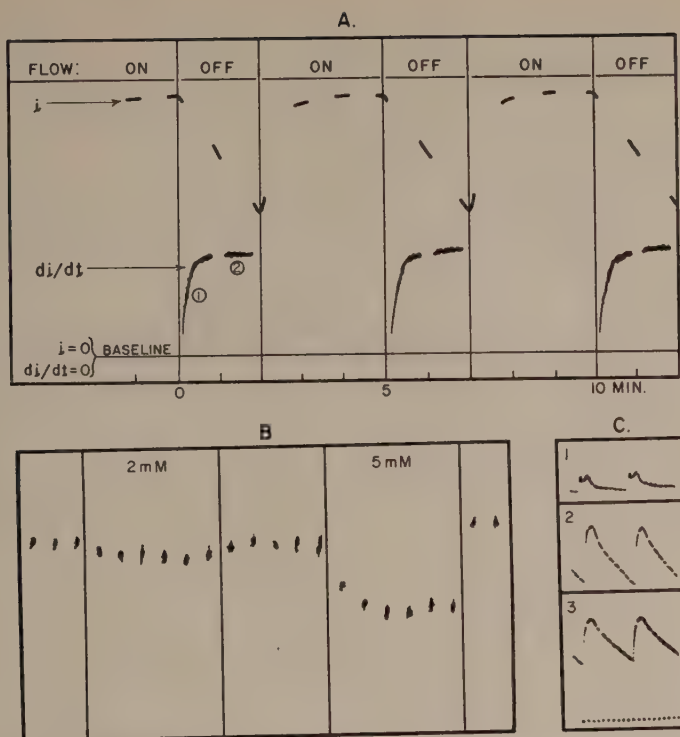 A.
FLOW: ON OFF ON OFF ON OFF
i
di/dt
①
②
i=0
di/dt=0
BASELINE
0 5 10 MIN.
B
2 mM 5 mM
C.
1
2
3